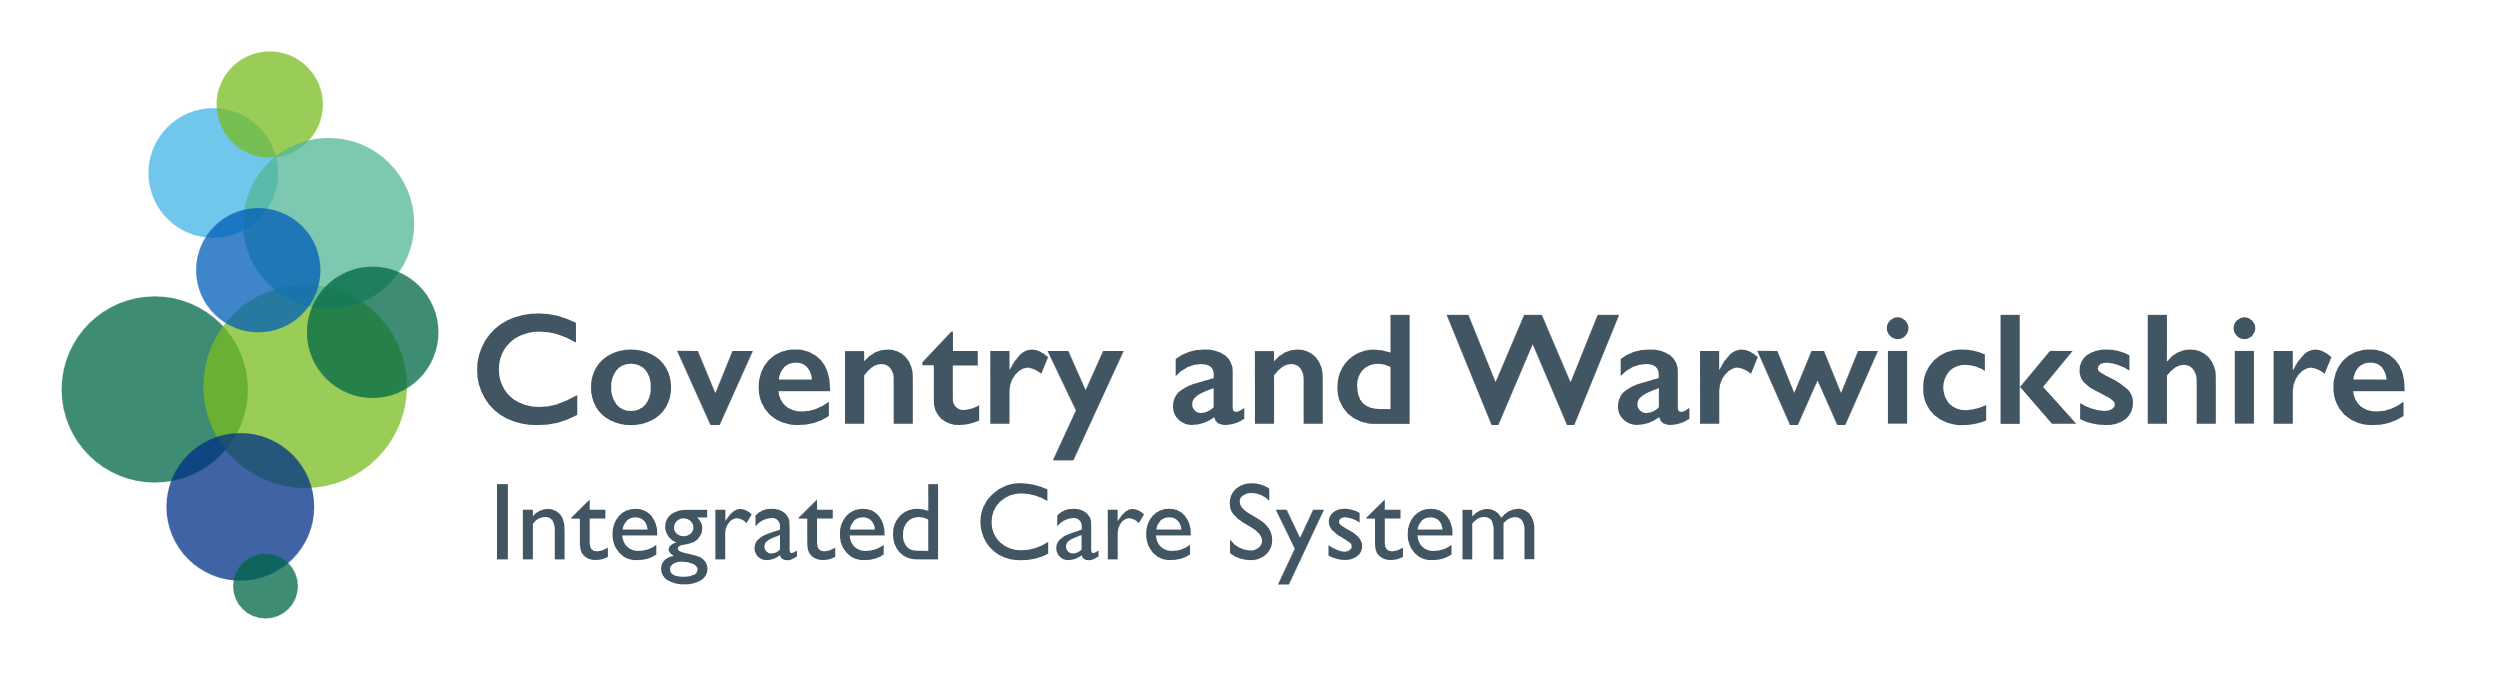 Coventry and Warwickshire
Integrated Care System